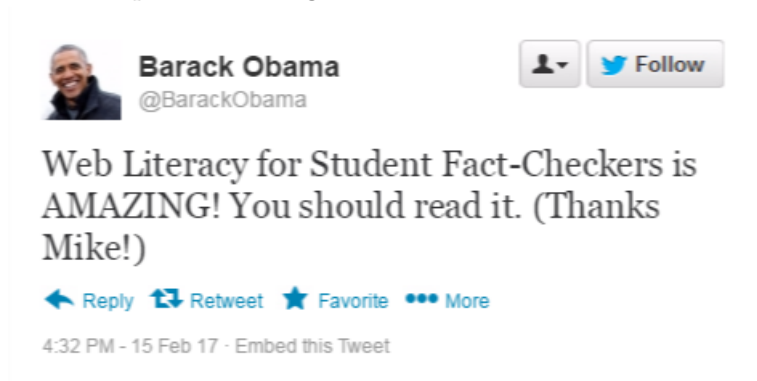 Barack Obama
@BarackObama
Follow
Web Literacy for Student Fact-Checkers is
AMAZING! You should read it. (Thanks
Mike!)
Reply Retweet Favorite More
4:32 PM - 15 Feb 17 · Embed this Tweet